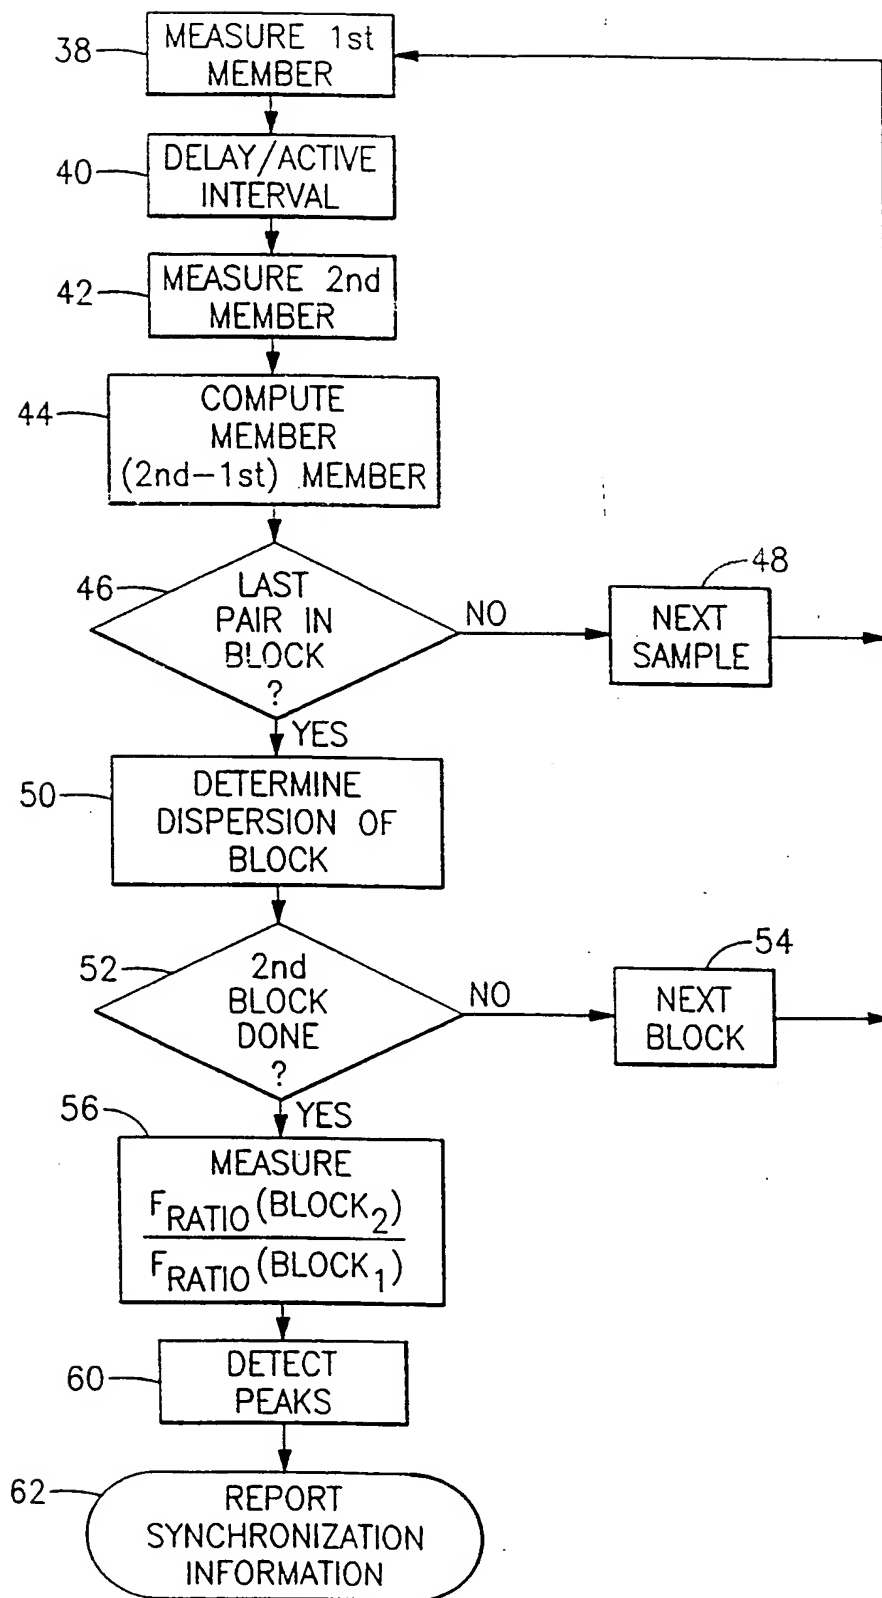 38
MEASURE 1st
MEMBER
40
DELAY/ACTIVE
INTERVAL
42
MEASURE 2nd
MEMBER
44
COMPUTE
MEMBER
(2nd-1st) MEMBER
46
LAST
PAIR IN
BLOCK
?
NO
48
NEXT
SAMPLE
YES
50
DETERMINE
DISPERSION OF
BLOCK
52
2nd
BLOCK
DONE
?
NO
54
NEXT
BLOCK
YES
56
MEASURE
F_RATIO (BLOCK_2)
F_RATIO (BLOCK_1)
60
DETECT
PEAKS
62
REPORT
SYNCHRONIZATION
INFORMATION